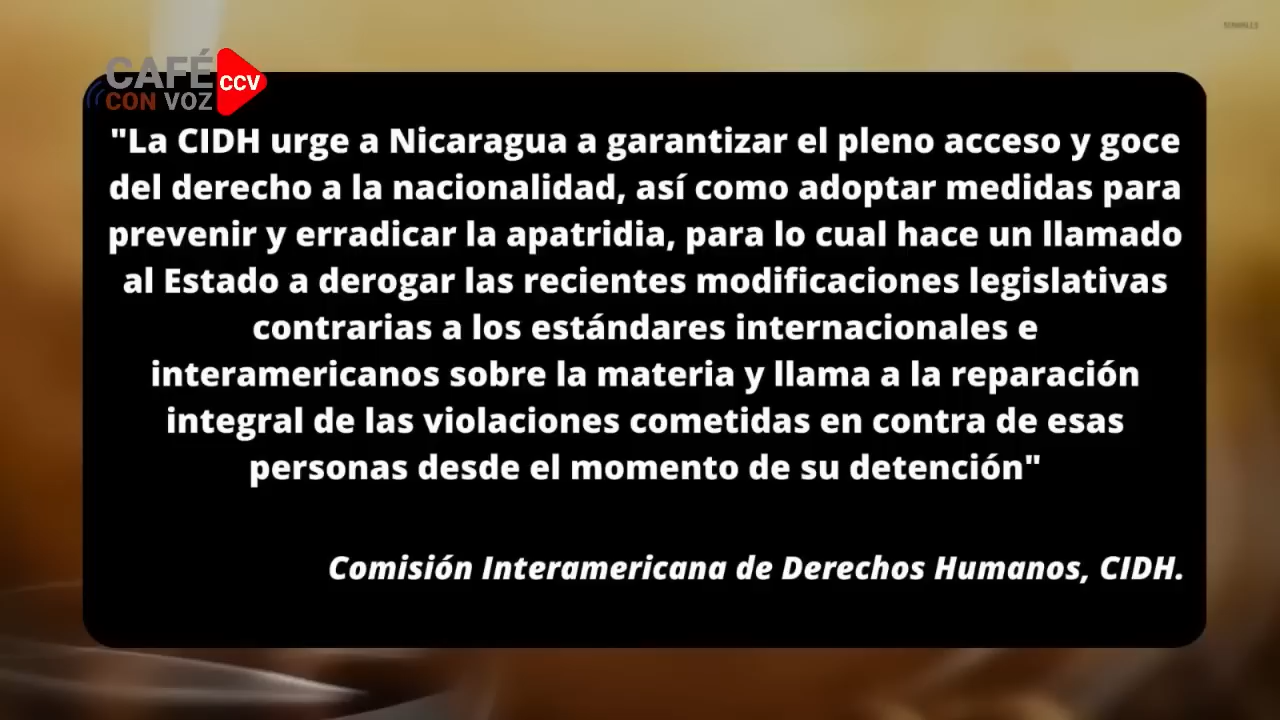 CAFÉ
CON VOZ
CCV
"La CIDH urge a Nicaragua a garantizar el pleno acceso y goce
del derecho a la nacionalidad, así como adoptar medidas para
prevenir y erradicar la apatridia, para lo cual hace un llamado
al Estado a derogar las recientes modificaciones legislativas
contrarias a los estándares internacionales e
interamericanos sobre la materia y llama a la reparación
integral de las violaciones cometidas en contra de esas
personas desde el momento de su detención"
Comisión Interamericana de Derechos Humanos, CIDH.